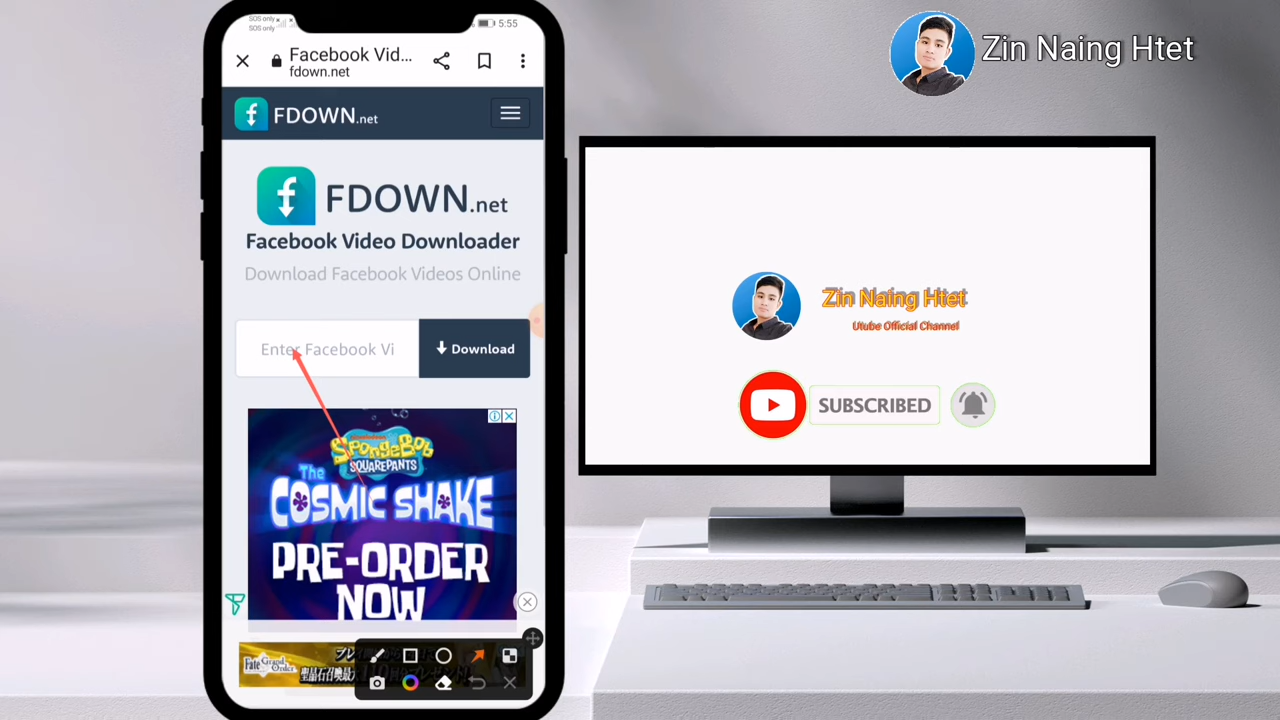 SOS only
SOS only
5:55
Facebook Vid...
fdown.net
FDOWN.net
FDOWN.net
Facebook Video Downloader
Download Facebook Videos Online
Enter Facebook Vi
Download
SpongeBob
SQUAREPANTS
The
COSMIC SHAKE
PRE-ORDER
NOW
Fate
Grand Order
Zin Naing Htet
Zin Naing Htet
Utube Official Channel
SUBSCRIBED